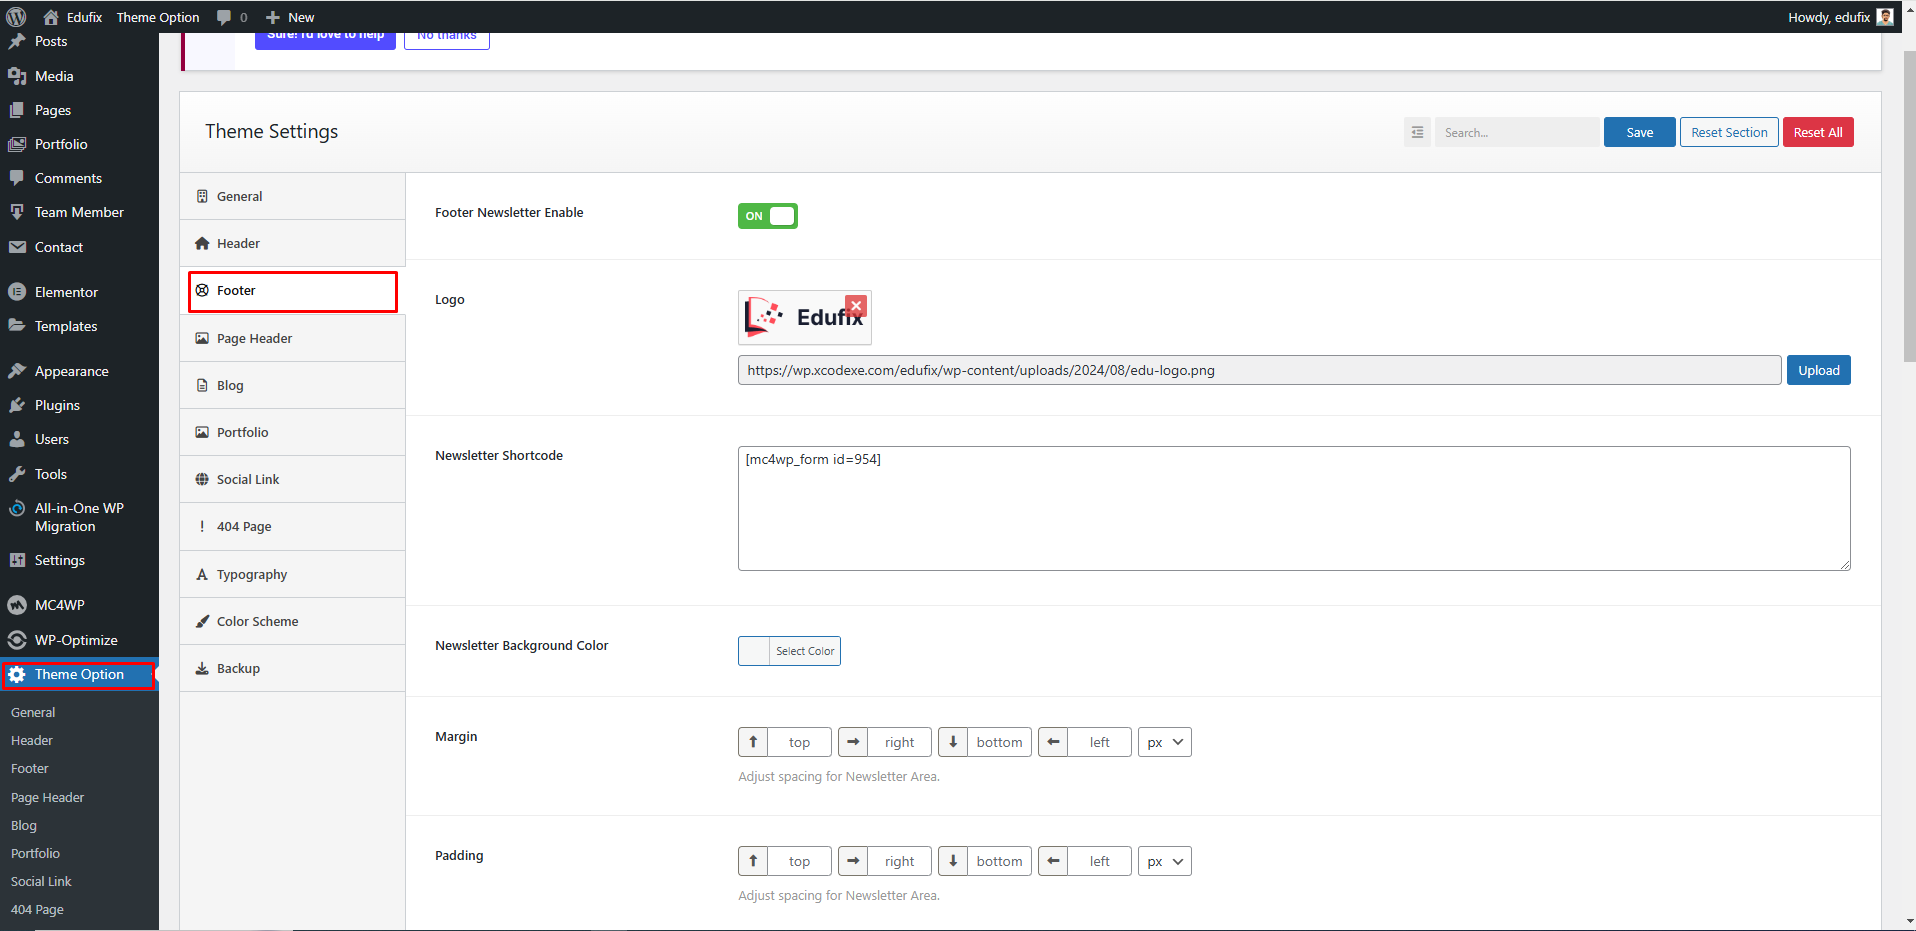 Edufix Theme Option 0 New Howdy, edufix
Posts
Media
Pages
Portfolio
Comments
Team Member
Contact
Elementor
Templates
Appearance
Plugins
Users
Tools
All-in-One WP
Migration
Settings
MC4WP
WP-Optimize
Theme Option
General
Header
Footer
Page Header
Blog
Portfolio
Social Link
404 Page
Sure! I'd love to help No thanks
Theme Settings Search... Save Reset Section Reset All
General
Header
Footer
Page Header
Blog
Portfolio
Social Link
404 Page
Typography
Color Scheme
Backup
Footer Newsletter Enable ON
Logo
Edufix
https://wp.xcodexe.com/edufix/wp-content/uploads/2024/08/edu-logo.png Upload
Newsletter Shortcode [mc4wp_form id=954]
Newsletter Background Color Select Color
Margin top right bottom left px
Adjust spacing for Newsletter Area.
Padding top right bottom left px
Adjust spacing for Newsletter Area.